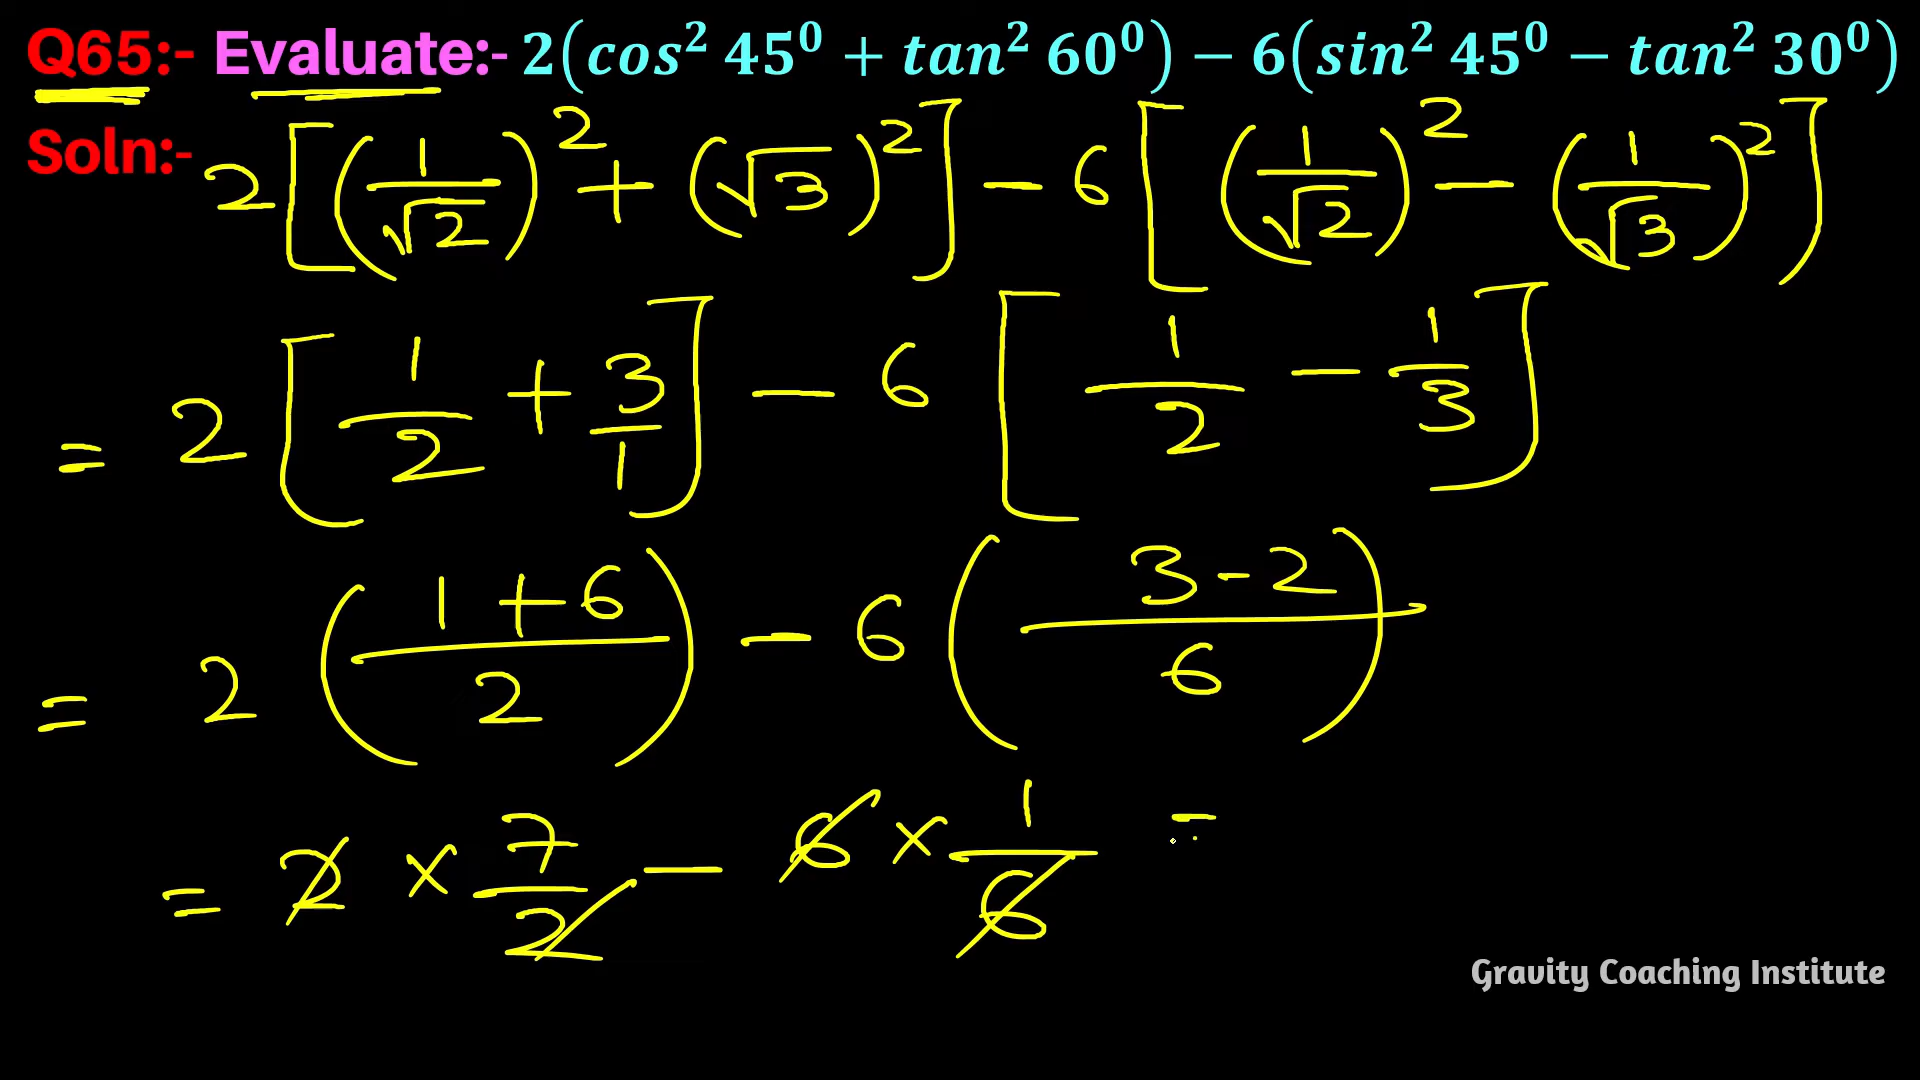 Q65:- Evaluate:- 2(cos² 45⁰ + tan² 60⁰) − 6(sin² 45⁰ − tan² 30⁰)
Soln:- 2[(1/√2)² + (√3)²] − 6[(1/√2)² − (1/√3)²]
= 2[1/2 + 3/1] − 6[1/2 − 1/3]
= 2((1+6)/2) − 6((3-2)/6)
= 2 × 7/2 − 6 × 1/6 =
Gravity Coaching Institute